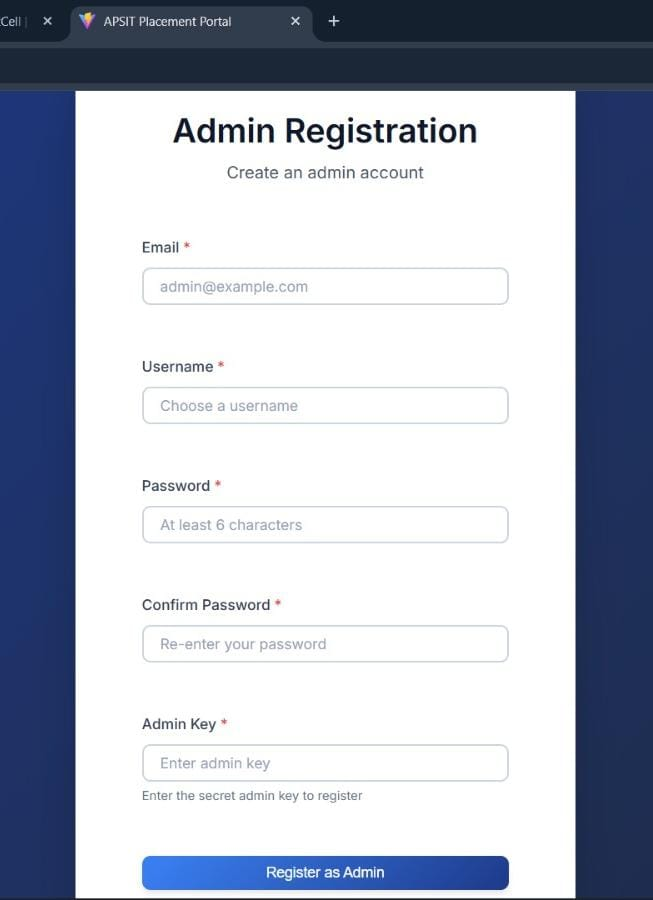 Cell
APSIT Placement Portal
Admin Registration
Create an admin account
Email *
admin@example.com
Username *
Choose a username
Password *
At least 6 characters
Confirm Password *
Re-enter your password
Admin Key *
Enter admin key
Enter the secret admin key to register
Register as Admin